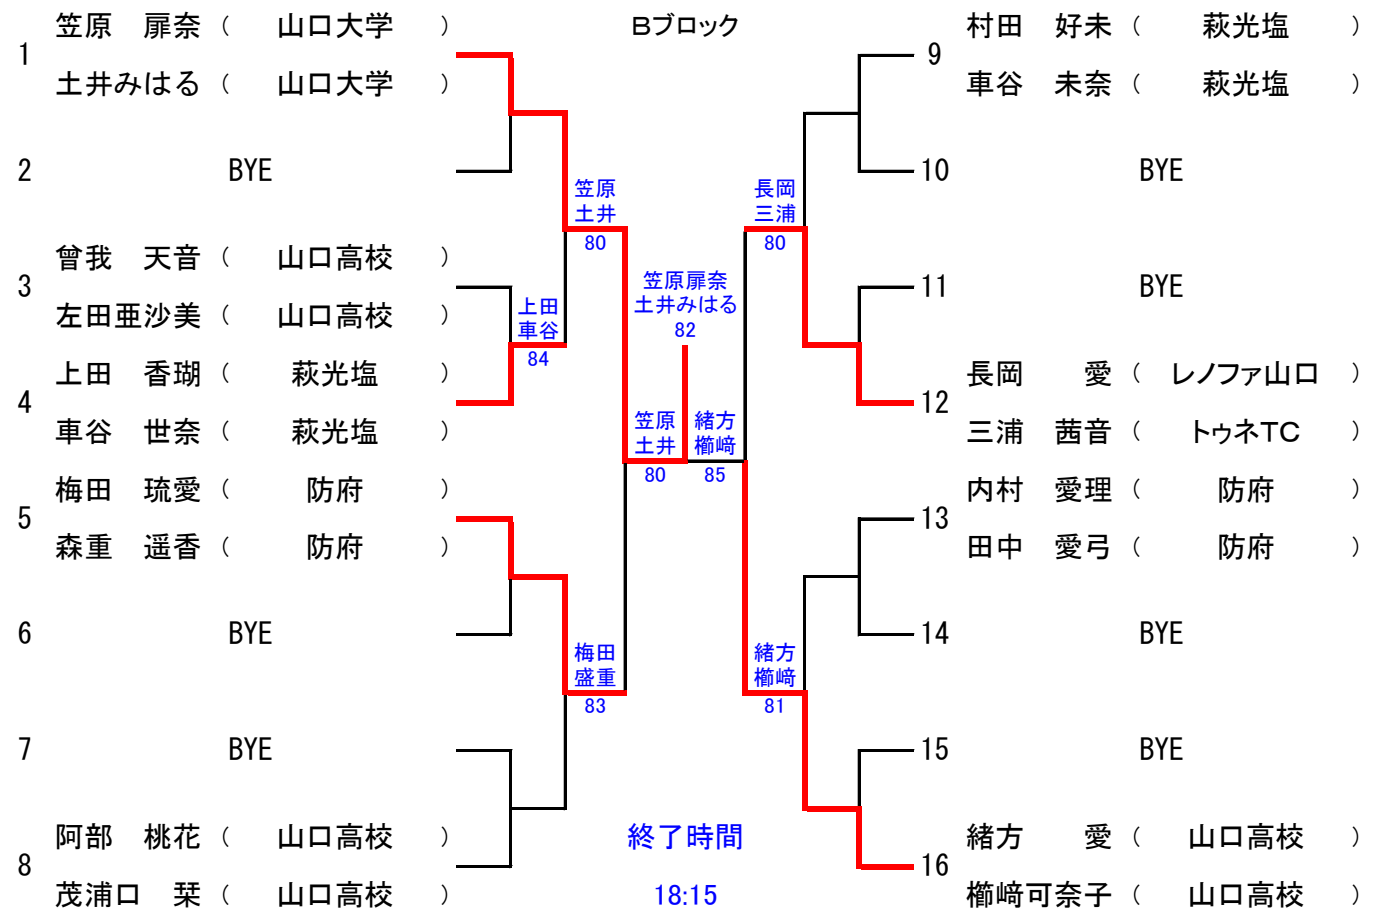 Bブロック
1
笠原　扉奈（　山口大学　）
土井みはる（　山口大学　）
2
BYE
3
曾我　天音（　山口高校　）
左田亜沙美（　山口高校　）
4
上田　香瑚（　萩光塩　）
車谷　世奈（　萩光塩　）
5
梅田　琉愛（　防府　）
森重　遥香（　防府　）
6
BYE
7
BYE
8
阿部　桃花（　山口高校　）
茂浦口　栞（　山口高校　）
上田
車谷
84
笠原
土井
80
梅田
盛重
83
笠原
土井
80
笠原扉奈
土井みはる
82
緒方
櫛﨑
85
長岡
三浦
80
緒方
櫛﨑
81
終了時間
18:15
9
村田　好未（　萩光塩　）
車谷　未奈（　萩光塩　）
10
BYE
11
BYE
12
長岡　愛（　レノファ山口　）
三浦　茜音（　トゥネTC　）
13
内村　愛理（　防府　）
田中　愛弓（　防府　）
14
BYE
15
BYE
16
緒方　愛（　山口高校　）
櫛﨑可奈子（　山口高校　）